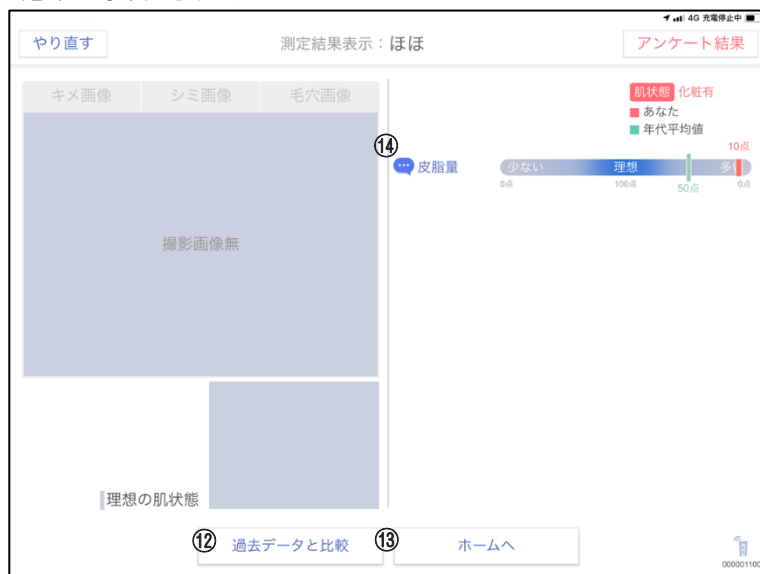 4G 充電停止中
やり直す
測定結果表示：ほほ
アンケート結果
キメ画像 シミ画像 毛穴画像
肌状態 化粧有
あなた
年代平均値
10点
⑭
皮脂量
少ない 理想 多い
0点 100点 50点 0点
撮影画像無
理想の肌状態
⑫ 過去データと比較
⑬ ホームへ
000001100